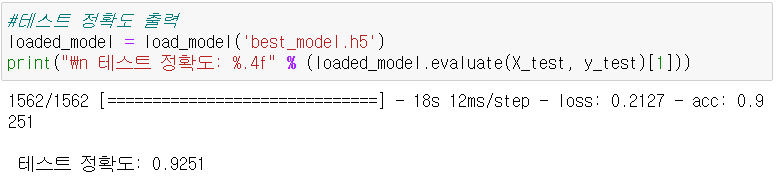 #테스트 정확도 출력
loaded_model = load_model('best_model.h5')
print("₩n 테스트 정확도: %.4f" % (loaded_model.evaluate(X_test, y_test)[1]))
1562/1562 [==============================] - 18s 12ms/step - loss: 0.2127 - acc: 0.9
251
테스트 정확도: 0.9251